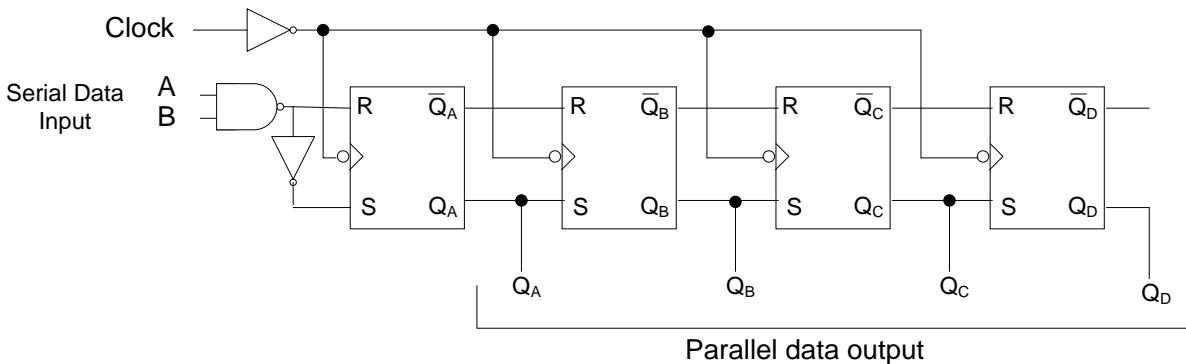 Clock
Serial Data
Input
A
B
R Q̅A R Q̅B R Q̅C R Q̅D
S QA S QB S QC S QD
QA QB QC QD
Parallel data output